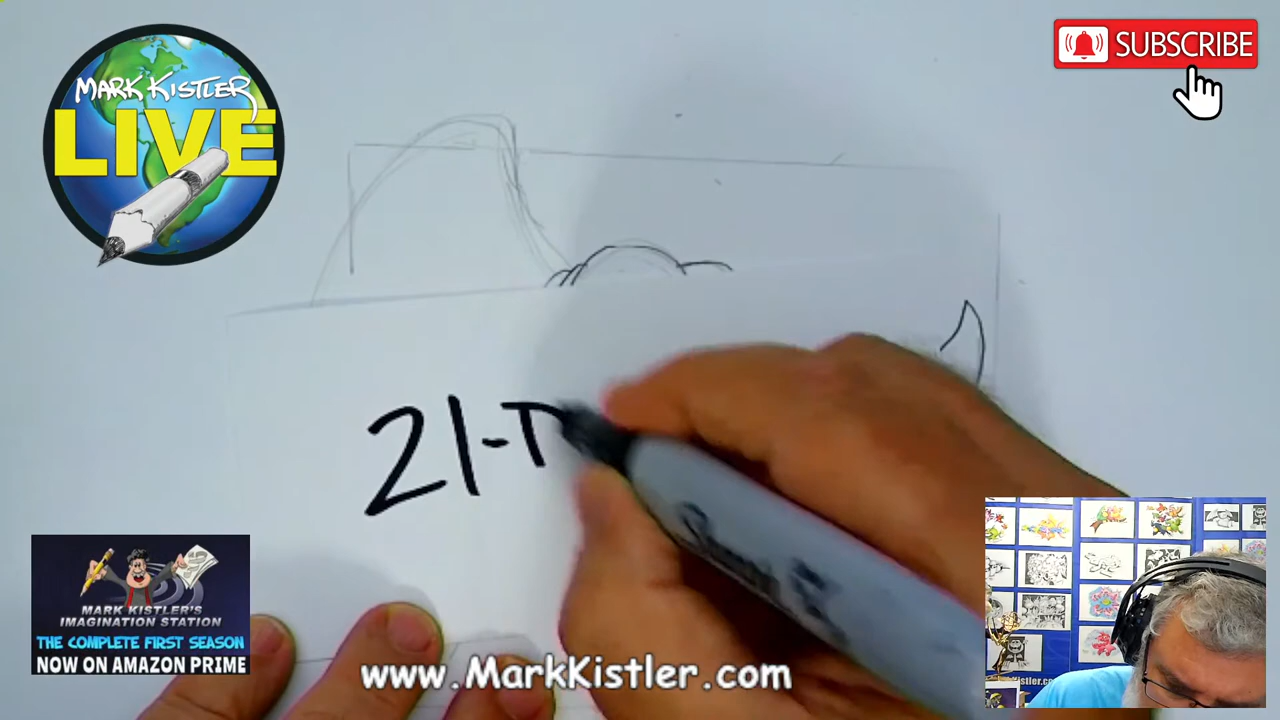 MARK KISTLER
LIVE
SUBSCRIBE
21-
MARK KISTLER'S
IMAGINATION STATION
THE COMPLETE FIRST SEASON
NOW ON AMAZON PRIME
www.MarkKistler.com
Sharpie